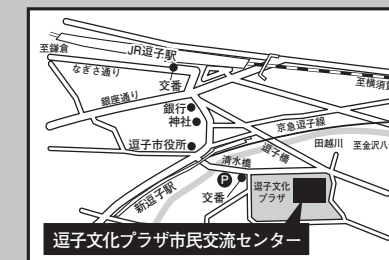 至鎌倉
JR逗子駅
なぎさ通り
交番
至横須賀
銀座通り
銀行
神社
逗子市役所
京急逗子線
逗子橋
田越川
至金沢八
清水橋
新逗子駅
P
交番
逗子文化
プラザ
逗子文化プラザ市民交流センター